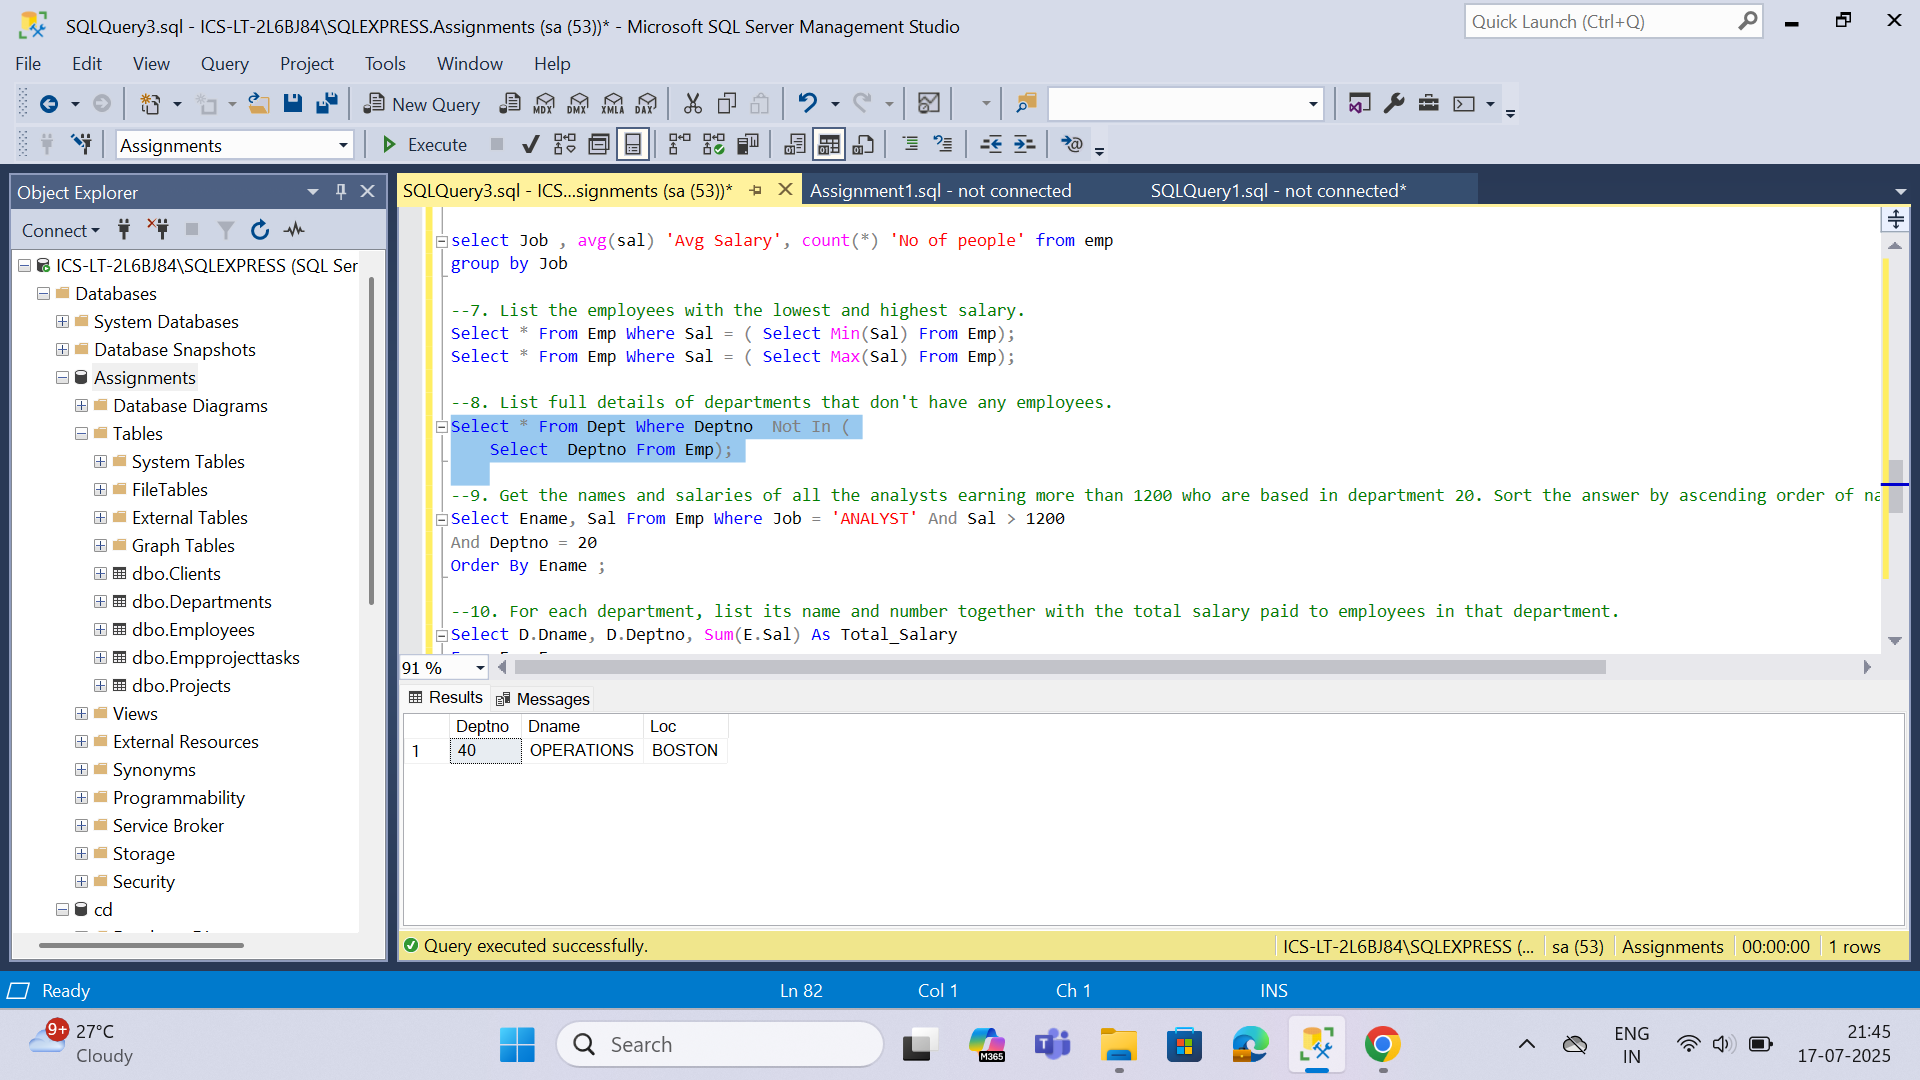 SQLQuery3.sql - ICS-LT-2L6BJ84\SQLEXPRESS.Assignments (sa (53))* - Microsoft SQL Server Management Studio
Quick Launch (Ctrl+Q)
File Edit View Query Project Tools Window Help
New Query MDX DMX XMLA DAX
Assignments Execute
Object Explorer
SQLQuery3.sql - ICS...signments (sa (53))* Assignment1.sql - not connected SQLQuery1.sql - not connected*
Connect
ICS-LT-2L6BJ84\SQLEXPRESS (SQL Ser
Databases
System Databases
Database Snapshots
Assignments
Database Diagrams
Tables
System Tables
FileTables
External Tables
Graph Tables
dbo.Clients
dbo.Departments
dbo.Employees
dbo.Empprojecttasks
dbo.Projects
Views
External Resources
Synonyms
Programmability
Service Broker
Storage
Security
cd
select Job , avg(sal) 'Avg Salary', count(*) 'No of people' from emp
group by Job
--7. List the employees with the lowest and highest salary.
Select * From Emp Where Sal = ( Select Min(Sal) From Emp);
Select * From Emp Where Sal = ( Select Max(Sal) From Emp);
--8. List full details of departments that don't have any employees.
Select * From Dept Where Deptno  Not In (
Select  Deptno From Emp);
--9. Get the names and salaries of all the analysts earning more than 1200 who are based in department 20. Sort the answer by ascending order of na
Select Ename, Sal From Emp Where Job = 'ANALYST' And Sal > 1200
And Deptno = 20
Order By Ename ;
--10. For each department, list its name and number together with the total salary paid to employees in that department.
Select D.Dname, D.Deptno, Sum(E.Sal) As Total_Salary
91 %
Results Messages
Deptno Dname Loc
1 40 OPERATIONS BOSTON
Query executed successfully. ICS-LT-2L6BJ84\SQLEXPRESS (... sa (53) Assignments 00:00:00 1 rows
Ready Ln 82 Col 1 Ch 1 INS
9+ 27°C
Cloudy
Search
M365
ENG
IN
21:45
17-07-2025